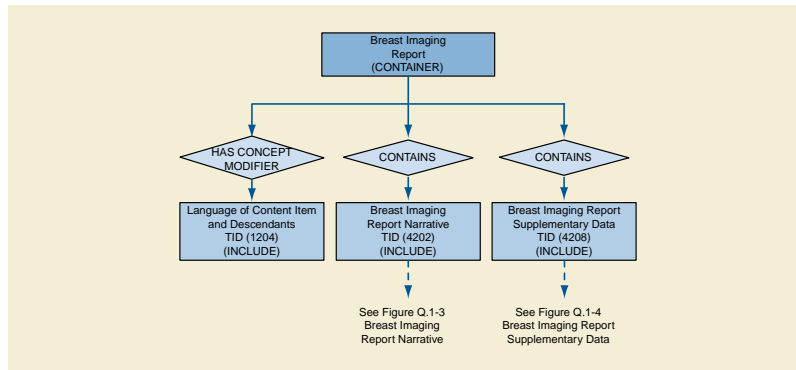 Breast Imaging
Report
(CONTAINER)
HAS CONCEPT
MODIFIER
CONTAINS
CONTAINS
Language of Content Item
and Descendants
TID (1204)
(INCLUDE)
Breast Imaging
Report Narrative
TID (4202)
(INCLUDE)
Breast Imaging Report
Supplementary Data
TID (4208)
(INCLUDE)
See Figure Q.1-3
Breast Imaging
Report Narrative
See Figure Q.1-4
Breast Imaging Report
Supplementary Data